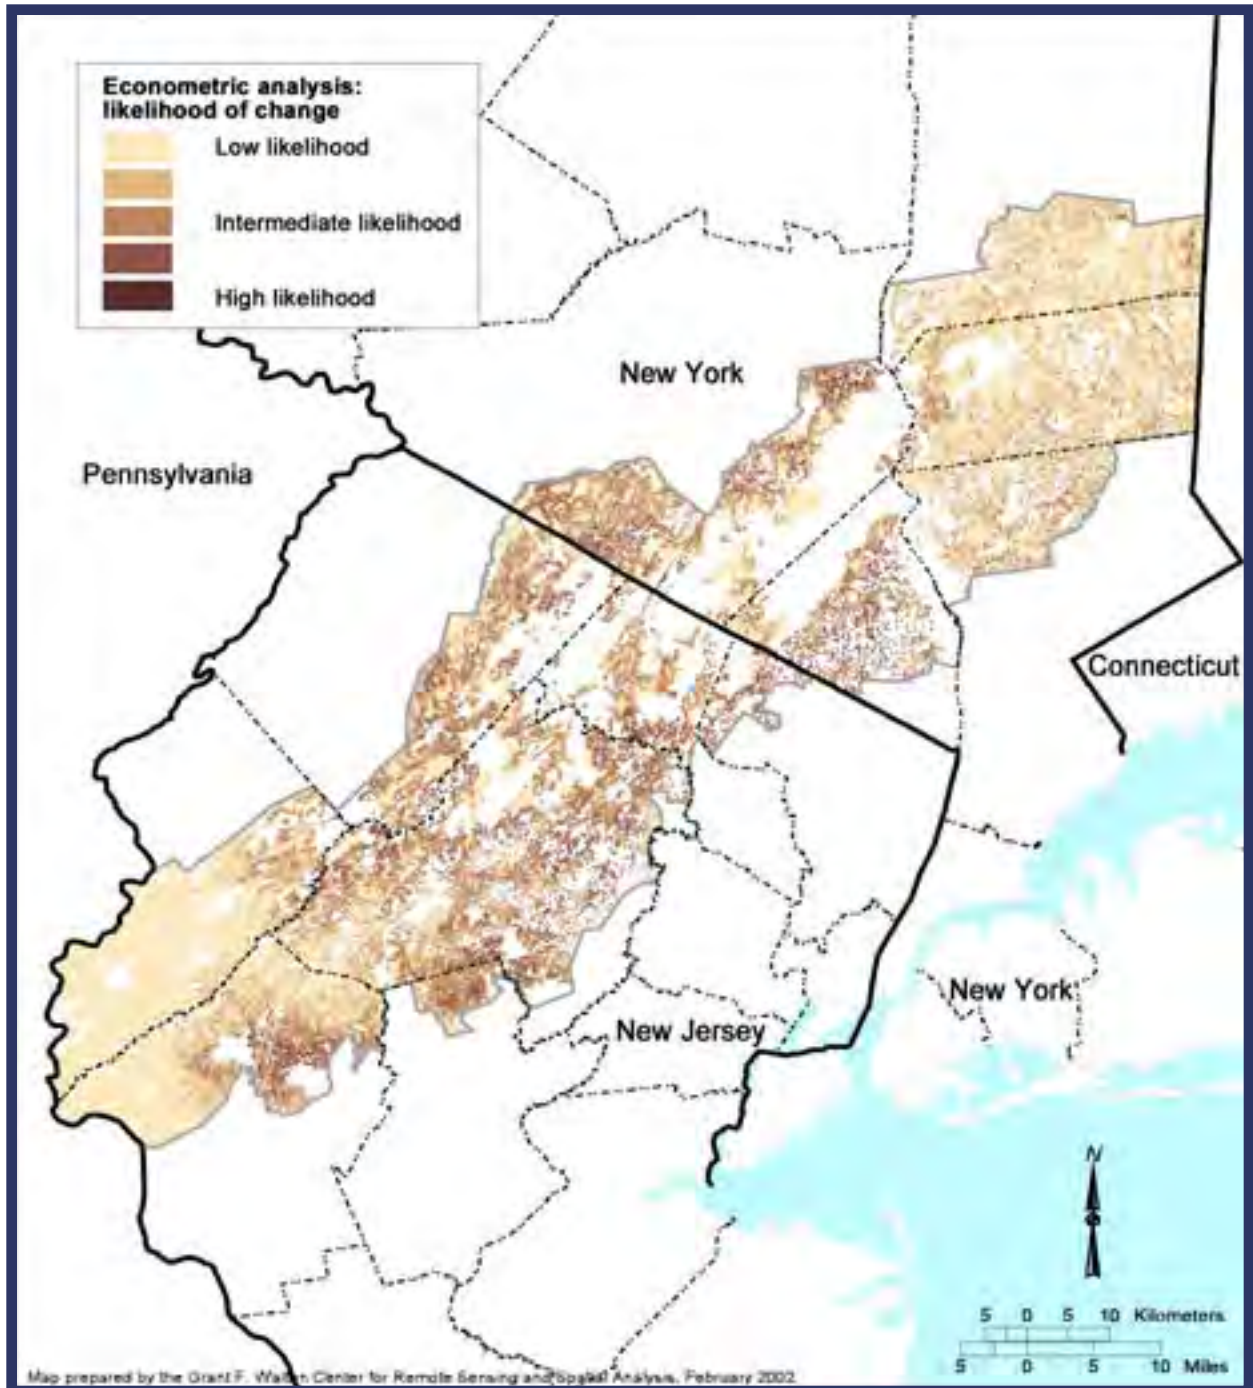 Econometric analysis:
likelihood of change
Low likelihood
Intermediate likelihood
High likelihood
New York
Pennsylvania
Connecticut
New York
New Jersey
N
5 0 5 10 Kilometers
5 0 5 10 Miles
Map prepared by the Grant F. Walton Center for Remote Sensing and Spatial Analysis, February 2002